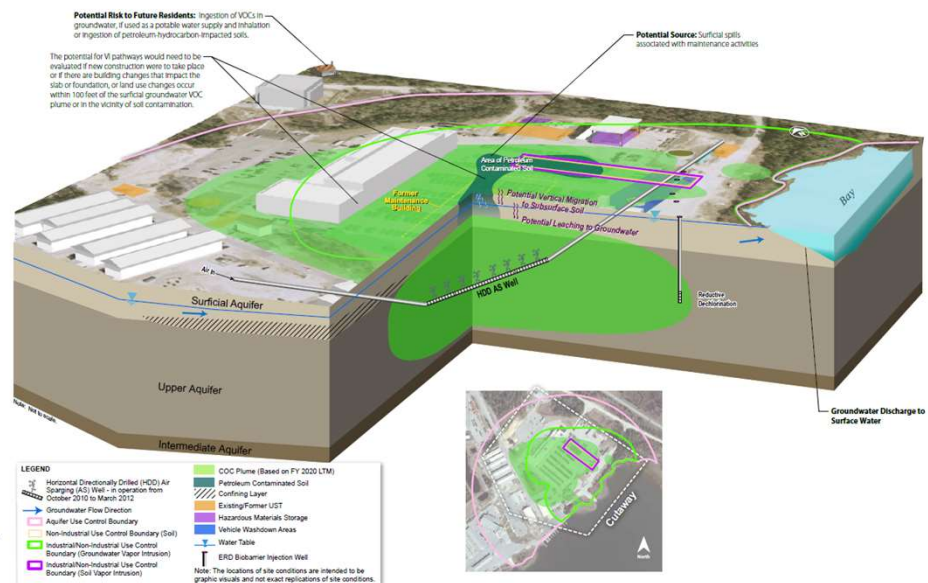 Potential Risk to Future Residents: Ingestion of VOCs in
groundwater, if used as a potable water supply and inhalation
or ingestion of petroleum-hydrocarbon-impacted soils.
The potential for VI pathways would need to be
evaluated if new construction were to take place
or if there are building changes that impact the
slab or foundation, or land use changes occur
within 100 feet of the surficial groundwater VOC
plume or in the vicinity of soil contamination.
Potential Source: Surficial spills
associated with maintenance activities
Area of Petroleum
Contaminated Soil
Former
Maintenance
Building
Potential Vertical Migration
to Subsurface Soil
Potential Leaching to Groundwater
Bay
Air In
HDD AS Well
Reductive
Dechlorination
Surficial Aquifer
Upper Aquifer
Intermediate Aquifer
Note: Not to scale.
Groundwater Discharge to
Surface Water
Cutaway
North
LEGEND
Horizontal Directionally Drilled (HDD) Air
Sparging (AS) Well - in operation from
October 2010 to March 2012
Groundwater Flow Direction
Aquifer Use Control Boundary
Non-Industrial Use Control Boundary (Soil)
Industrial/Non-Industrial Use Control
Boundary (Groundwater Vapor Intrusion)
Industrial/Non-Industrial Use Control
Boundary (Soil Vapor Intrusion)
COC Plume (Based on FY 2020 LTM)
Petroleum Contaminated Soil
Confining Layer
Existing/Former UST
Hazardous Materials Storage
Vehicle Washdown Areas
Water Table
ERD Biobarrier Injection Well
Note: The locations of site conditions are intended to be
graphic visuals and not exact replications of site conditions.